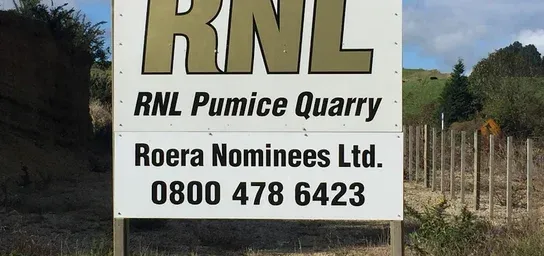 RNL
RNL Pumice Quarry
Roera Nominees Ltd.
0800 478 6423